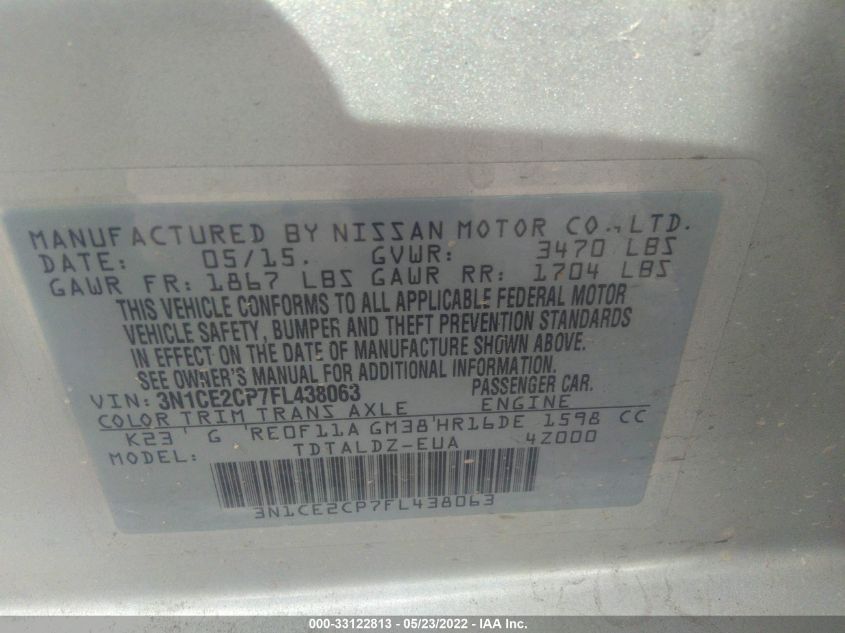 MANUFACTURED BY NISSAN MOTOR CO., LTD.
DATE: 05/15. GVWR: 3470 LBS
GAWR FR: 1867 LBS GAWR RR: 1704 LBS
THIS VEHICLE CONFORMS TO ALL APPLICABLE FEDERAL MOTOR
VEHICLE SAFETY, BUMPER AND THEFT PREVENTION STANDARDS
IN EFFECT ON THE DATE OF MANUFACTURE SHOWN ABOVE.
SEE OWNER'S MANUAL FOR ADDITIONAL INFORMATION.
VIN: 3N1CE2CP7FL438063 PASSENGER CAR.
COLOR TRIM TRANS AXLE ENGINE
K23 G RE0F11A GM38 HR16DE 1598 CC
MODEL: TDTALDZ-EUA 4Z000
3N1CE2CP7FL438063
000-33122813 - 05/23/2022 - IAA Inc.